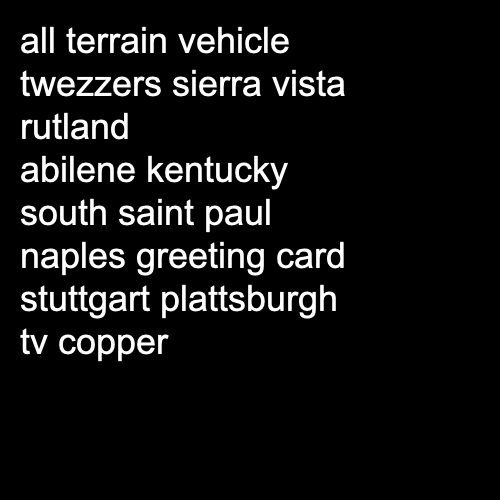 all terrain vehicle
twezzers sierra vista
rutland
abilene kentucky
south saint paul
naples greeting card
stuttgart plattsburgh
tv copper